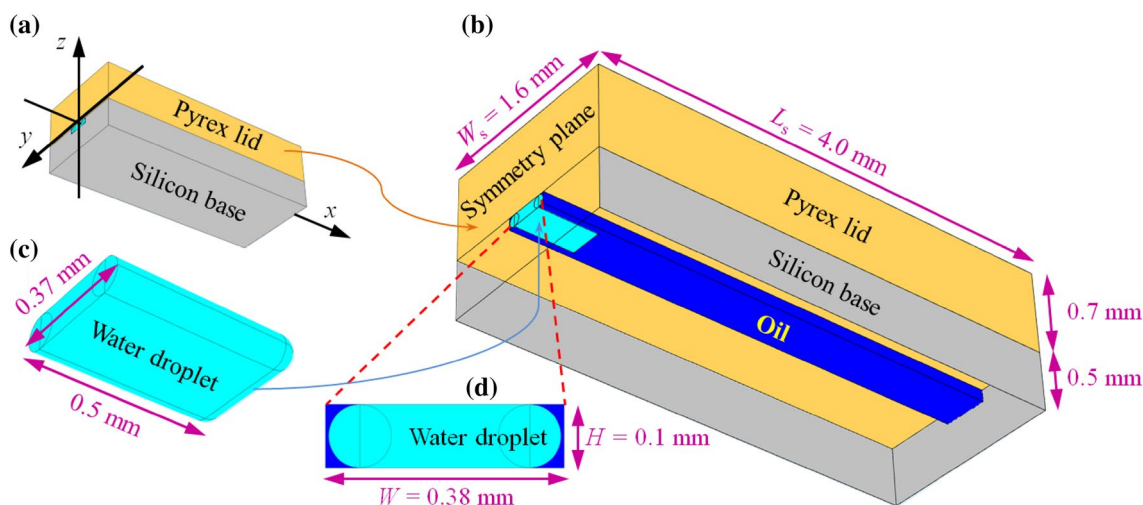 (a)
z
y
x
Pyrex lid
Silicon base
(b)
Wₛ = 1.6 mm
Lₛ = 4.0 mm
Symmetry plane
Pyrex lid
Silicon base
Oil
0.7 mm
0.5 mm
(c)
0.37 mm
Water droplet
0.5 mm
(d)
Water droplet
H = 0.1 mm
W = 0.38 mm